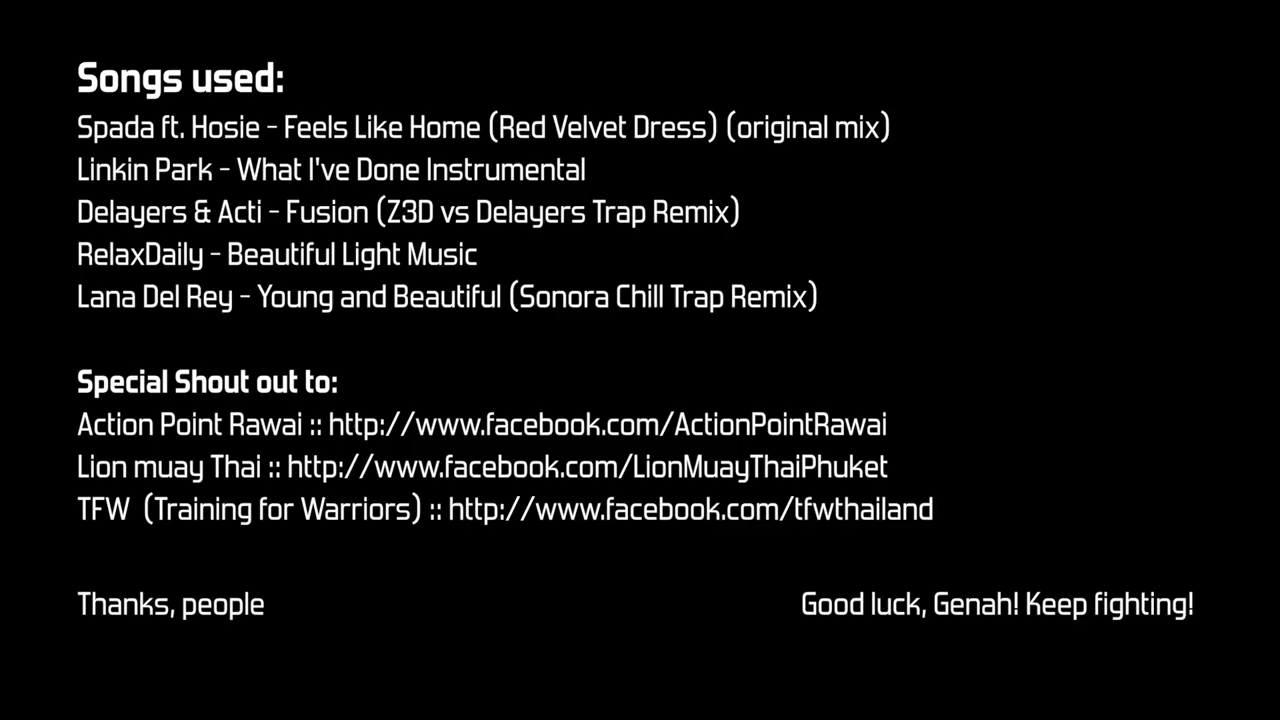 Songs used:
Spada ft. Hosie - Feels Like Home (Red Velvet Dress) (original mix)
Linkin Park - What I've Done Instrumental
Delayers & Acti - Fusion (Z3D vs Delayers Trap Remix)
RelaxDaily - Beautiful Light Music
Lana Del Rey - Young and Beautiful (Sonora Chill Trap Remix)
Special Shout out to:
Action Point Rawai :: http://www.facebook.com/ActionPointRawai
Lion muay Thai :: http://www.facebook.com/LionMuayThaiPhuket
TFW (Training for Warriors) :: http://www.facebook.com/tfwthailand
Thanks, people
Good luck, Genah! Keep fighting!